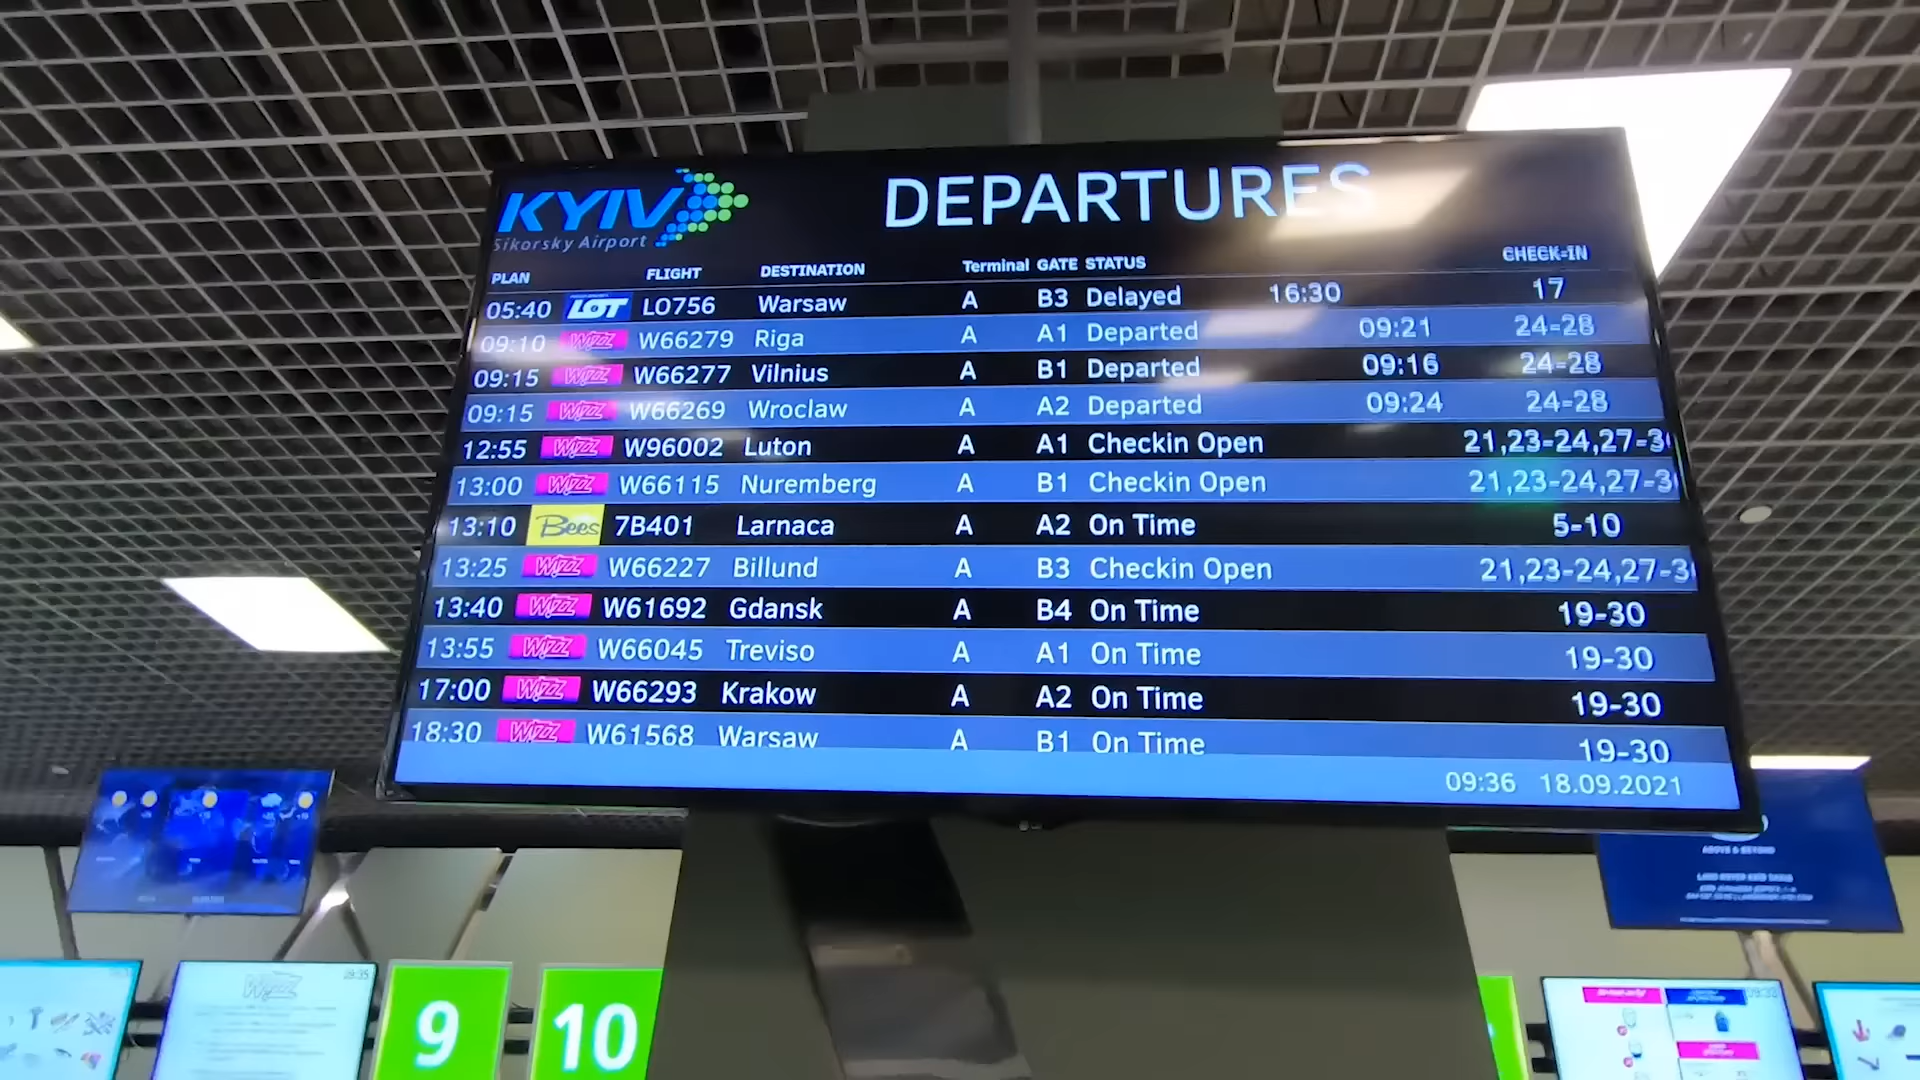 KYIV
Sikorsky Airport
DEPARTURES
PLAN FLIGHT DESTINATION Terminal GATE STATUS CHECK-IN
05:40 LOT LO756 Warsaw A B3 Delayed 16:30 17
09:10 Wizz W66279 Riga A A1 Departed 09:21 24-28
09:15 Wizz W66277 Vilnius A B1 Departed 09:16 24-28
09:15 Wizz W66269 Wroclaw A A2 Departed 09:24 24-28
12:55 Wizz W96002 Luton A A1 Checkin Open 21,23-24,27-3
13:00 Wizz W66115 Nuremberg A B1 Checkin Open 21,23-24,27-3
13:10 Bees 7B401 Larnaca A A2 On Time 5-10
13:25 Wizz W66227 Billund A B3 Checkin Open 21,23-24,27-3
13:40 Wizz W61692 Gdansk A B4 On Time 19-30
13:55 Wizz W66045 Treviso A A1 On Time 19-30
17:00 Wizz W66293 Krakow A A2 On Time 19-30
18:30 Wizz W61568 Warsaw A B1 On Time 19-30
09:36 18.09.2021
ABOVE & BEYOND
Wizz
09:35
9
10